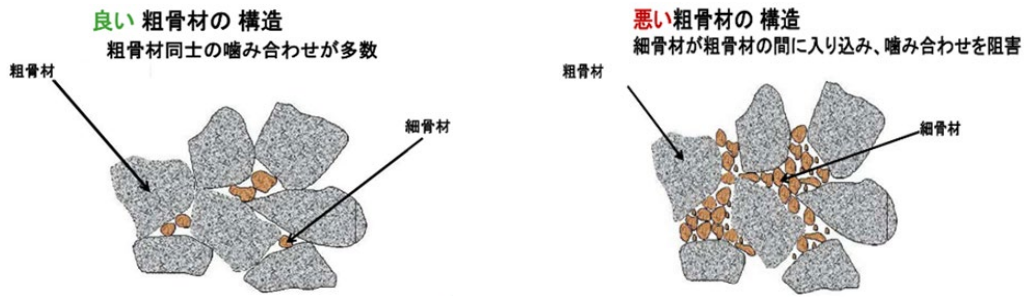 良い 粗骨材の 構造
粗骨材同士の噛み合わせが多数
粗骨材
細骨材
悪い粗骨材の 構造
細骨材が粗骨材の間に入り込み、噛み合わせを阻害
粗骨材
細骨材